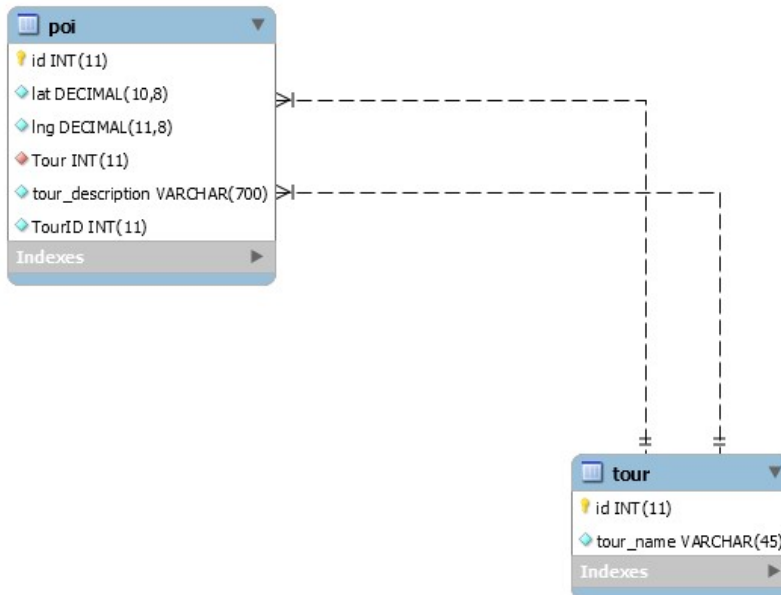 poi
id INT(11)
lat DECIMAL(10,8)
lng DECIMAL(11,8)
Tour INT(11)
tour_description VARCHAR(700)
TourID INT(11)
Indexes
tour
id INT(11)
tour_name VARCHAR(45)
Indexes